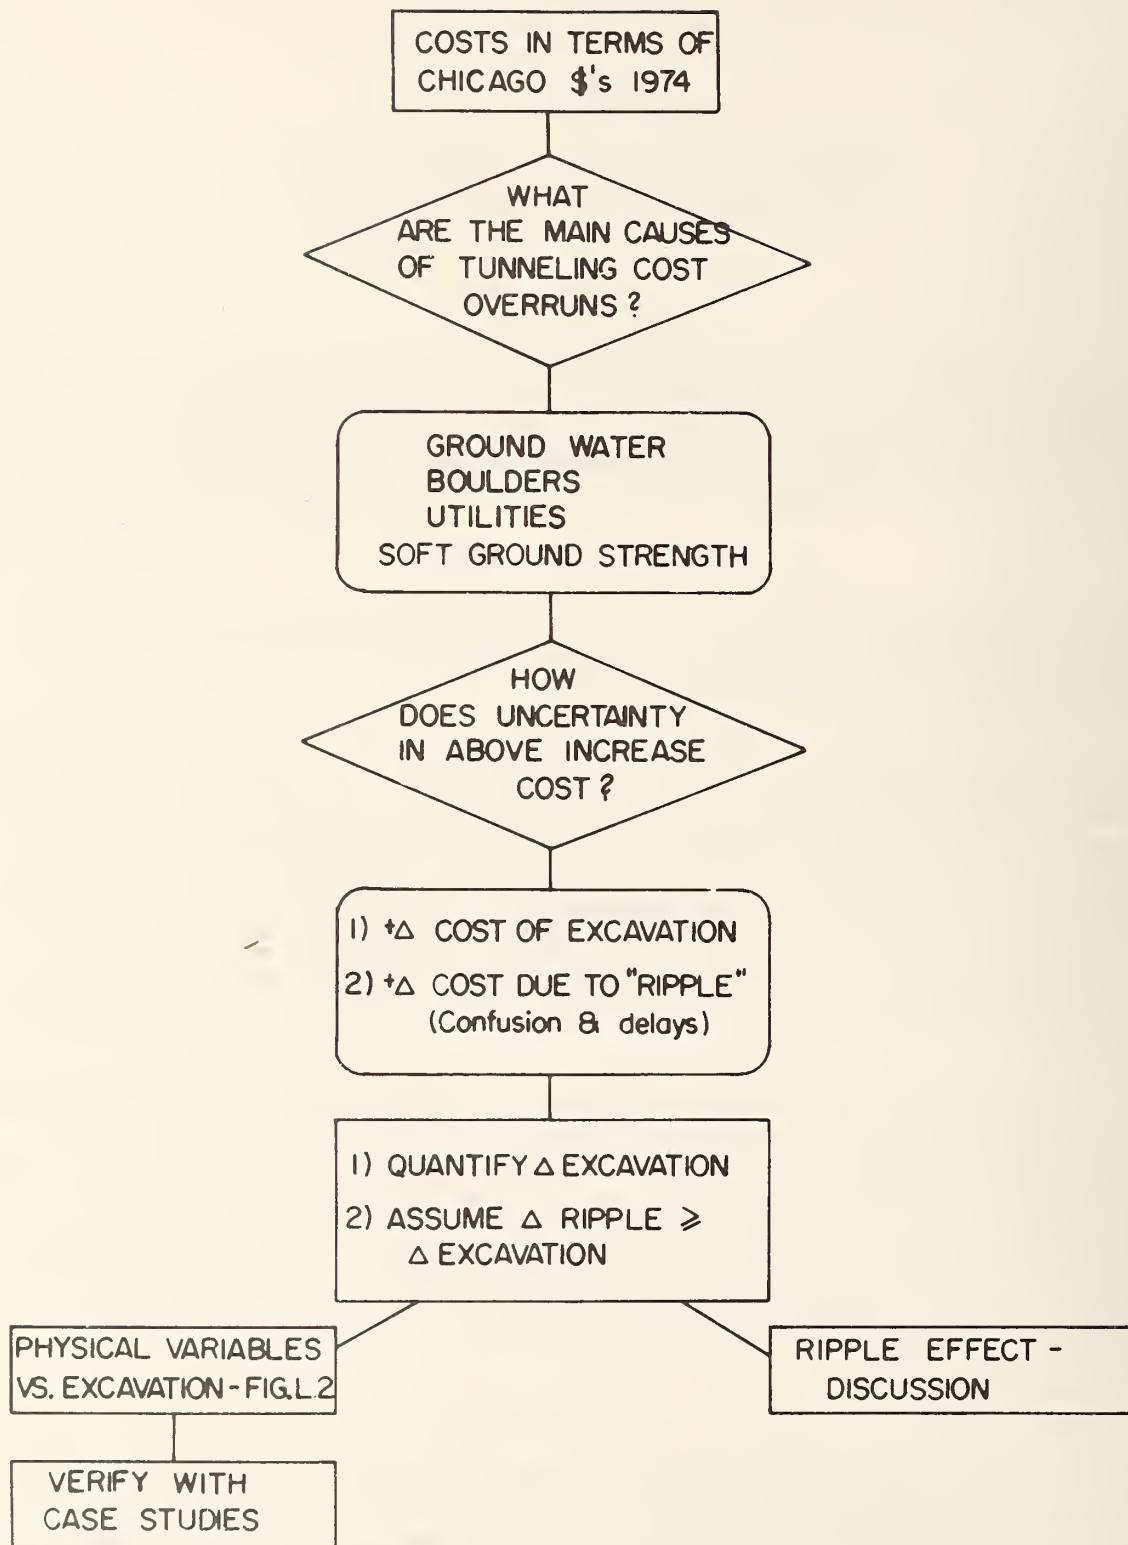 COSTS IN TERMS OF
CHICAGO $'s 1974
WHAT
ARE THE MAIN CAUSES
OF TUNNELING COST
OVERRUNS ?
GROUND WATER
BOULDERS
UTILITIES
SOFT GROUND STRENGTH
HOW
DOES UNCERTAINTY
IN ABOVE INCREASE
COST ?
1) +Δ COST OF EXCAVATION
2) +Δ COST DUE TO "RIPPLE"
(Confusion & delays)
1) QUANTIFY Δ EXCAVATION
2) ASSUME Δ RIPPLE ⩾
Δ EXCAVATION
PHYSICAL VARIABLES
VS. EXCAVATION - FIG.L.2
RIPPLE EFFECT -
DISCUSSION
VERIFY WITH
CASE STUDIES